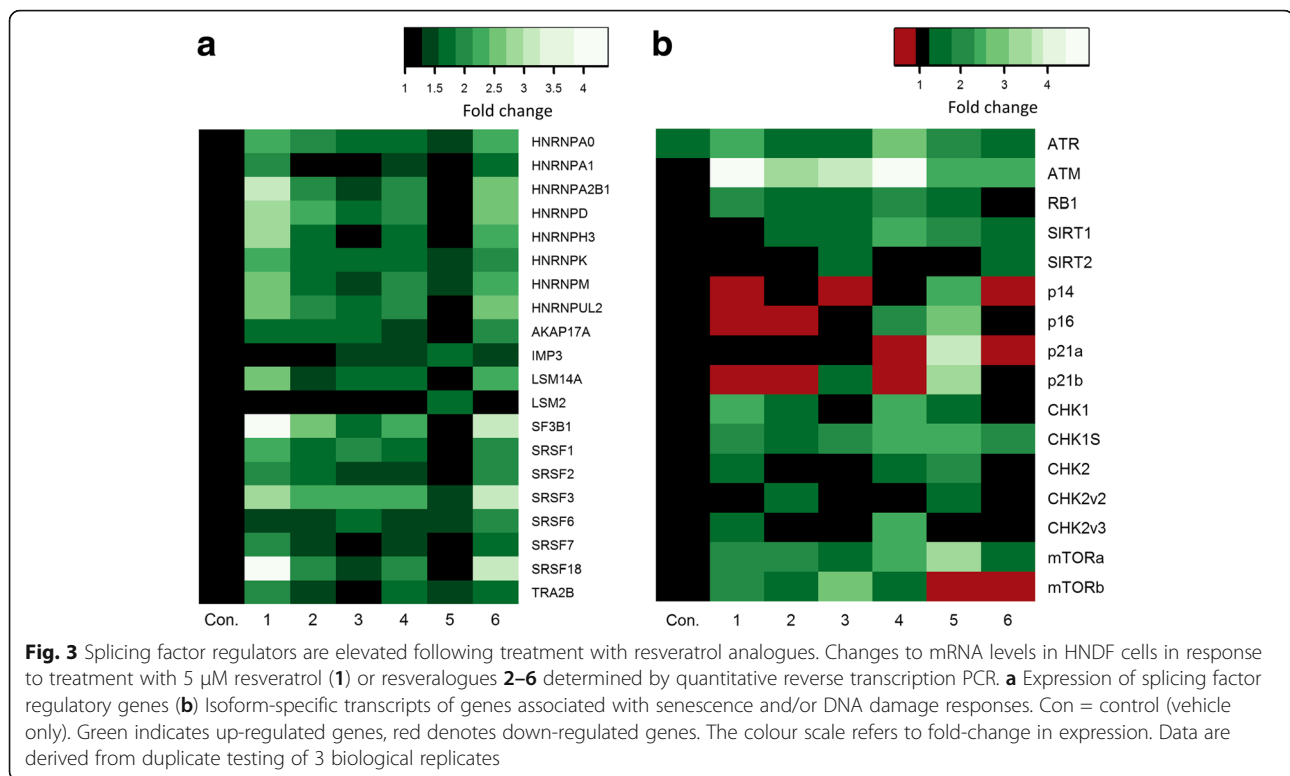 a
1 1.5 2 2.5 3 3.5 4
Fold change
HNRNPA0
HNRNPA1
HNRNPA2B1
HNRNPD
HNRNPH3
HNRNPK
HNRNPM
HNRNPUL2
AKAP17A
IMP3
LSM14A
LSM2
SF3B1
SRSF1
SRSF2
SRSF3
SRSF6
SRSF7
SRSF18
TRA2B
Con. 1 2 3 4 5 6
b
1 2 3 4
Fold change
ATR
ATM
RB1
SIRT1
SIRT2
p14
p16
p21a
p21b
CHK1
CHK1S
CHK2
CHK2v2
CHK2v3
mTORa
mTORb
Con. 1 2 3 4 5 6
Fig. 3 Splicing factor regulators are elevated following treatment with resveratrol analogues. Changes to mRNA levels in HNDF cells in response
to treatment with 5 μM resveratrol (1) or resveralogues 2–6 determined by quantitative reverse transcription PCR. a Expression of splicing factor
regulatory genes (b) Isoform-specific transcripts of genes associated with senescence and/or DNA damage responses. Con = control (vehicle
only). Green indicates up-regulated genes, red denotes down-regulated genes. The colour scale refers to fold-change in expression. Data are
derived from duplicate testing of 3 biological replicates